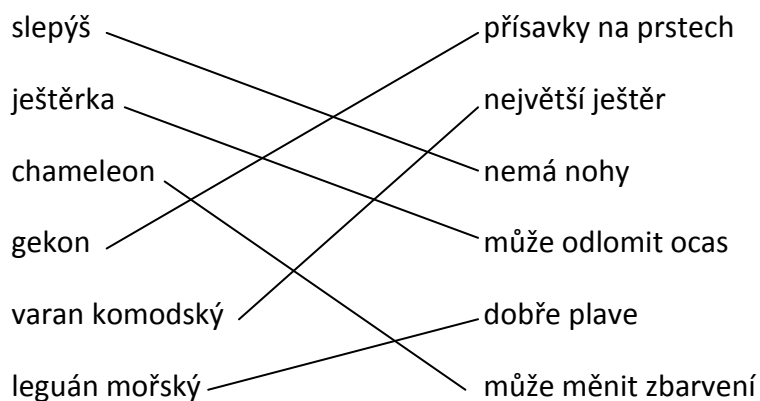 slepýš přísavky na prstech
ještěrka největší ještěr
chameleon nemá nohy
gekon může odlomit ocas
varan komodský dobře plave
leguán mořský může měnit zbarvení